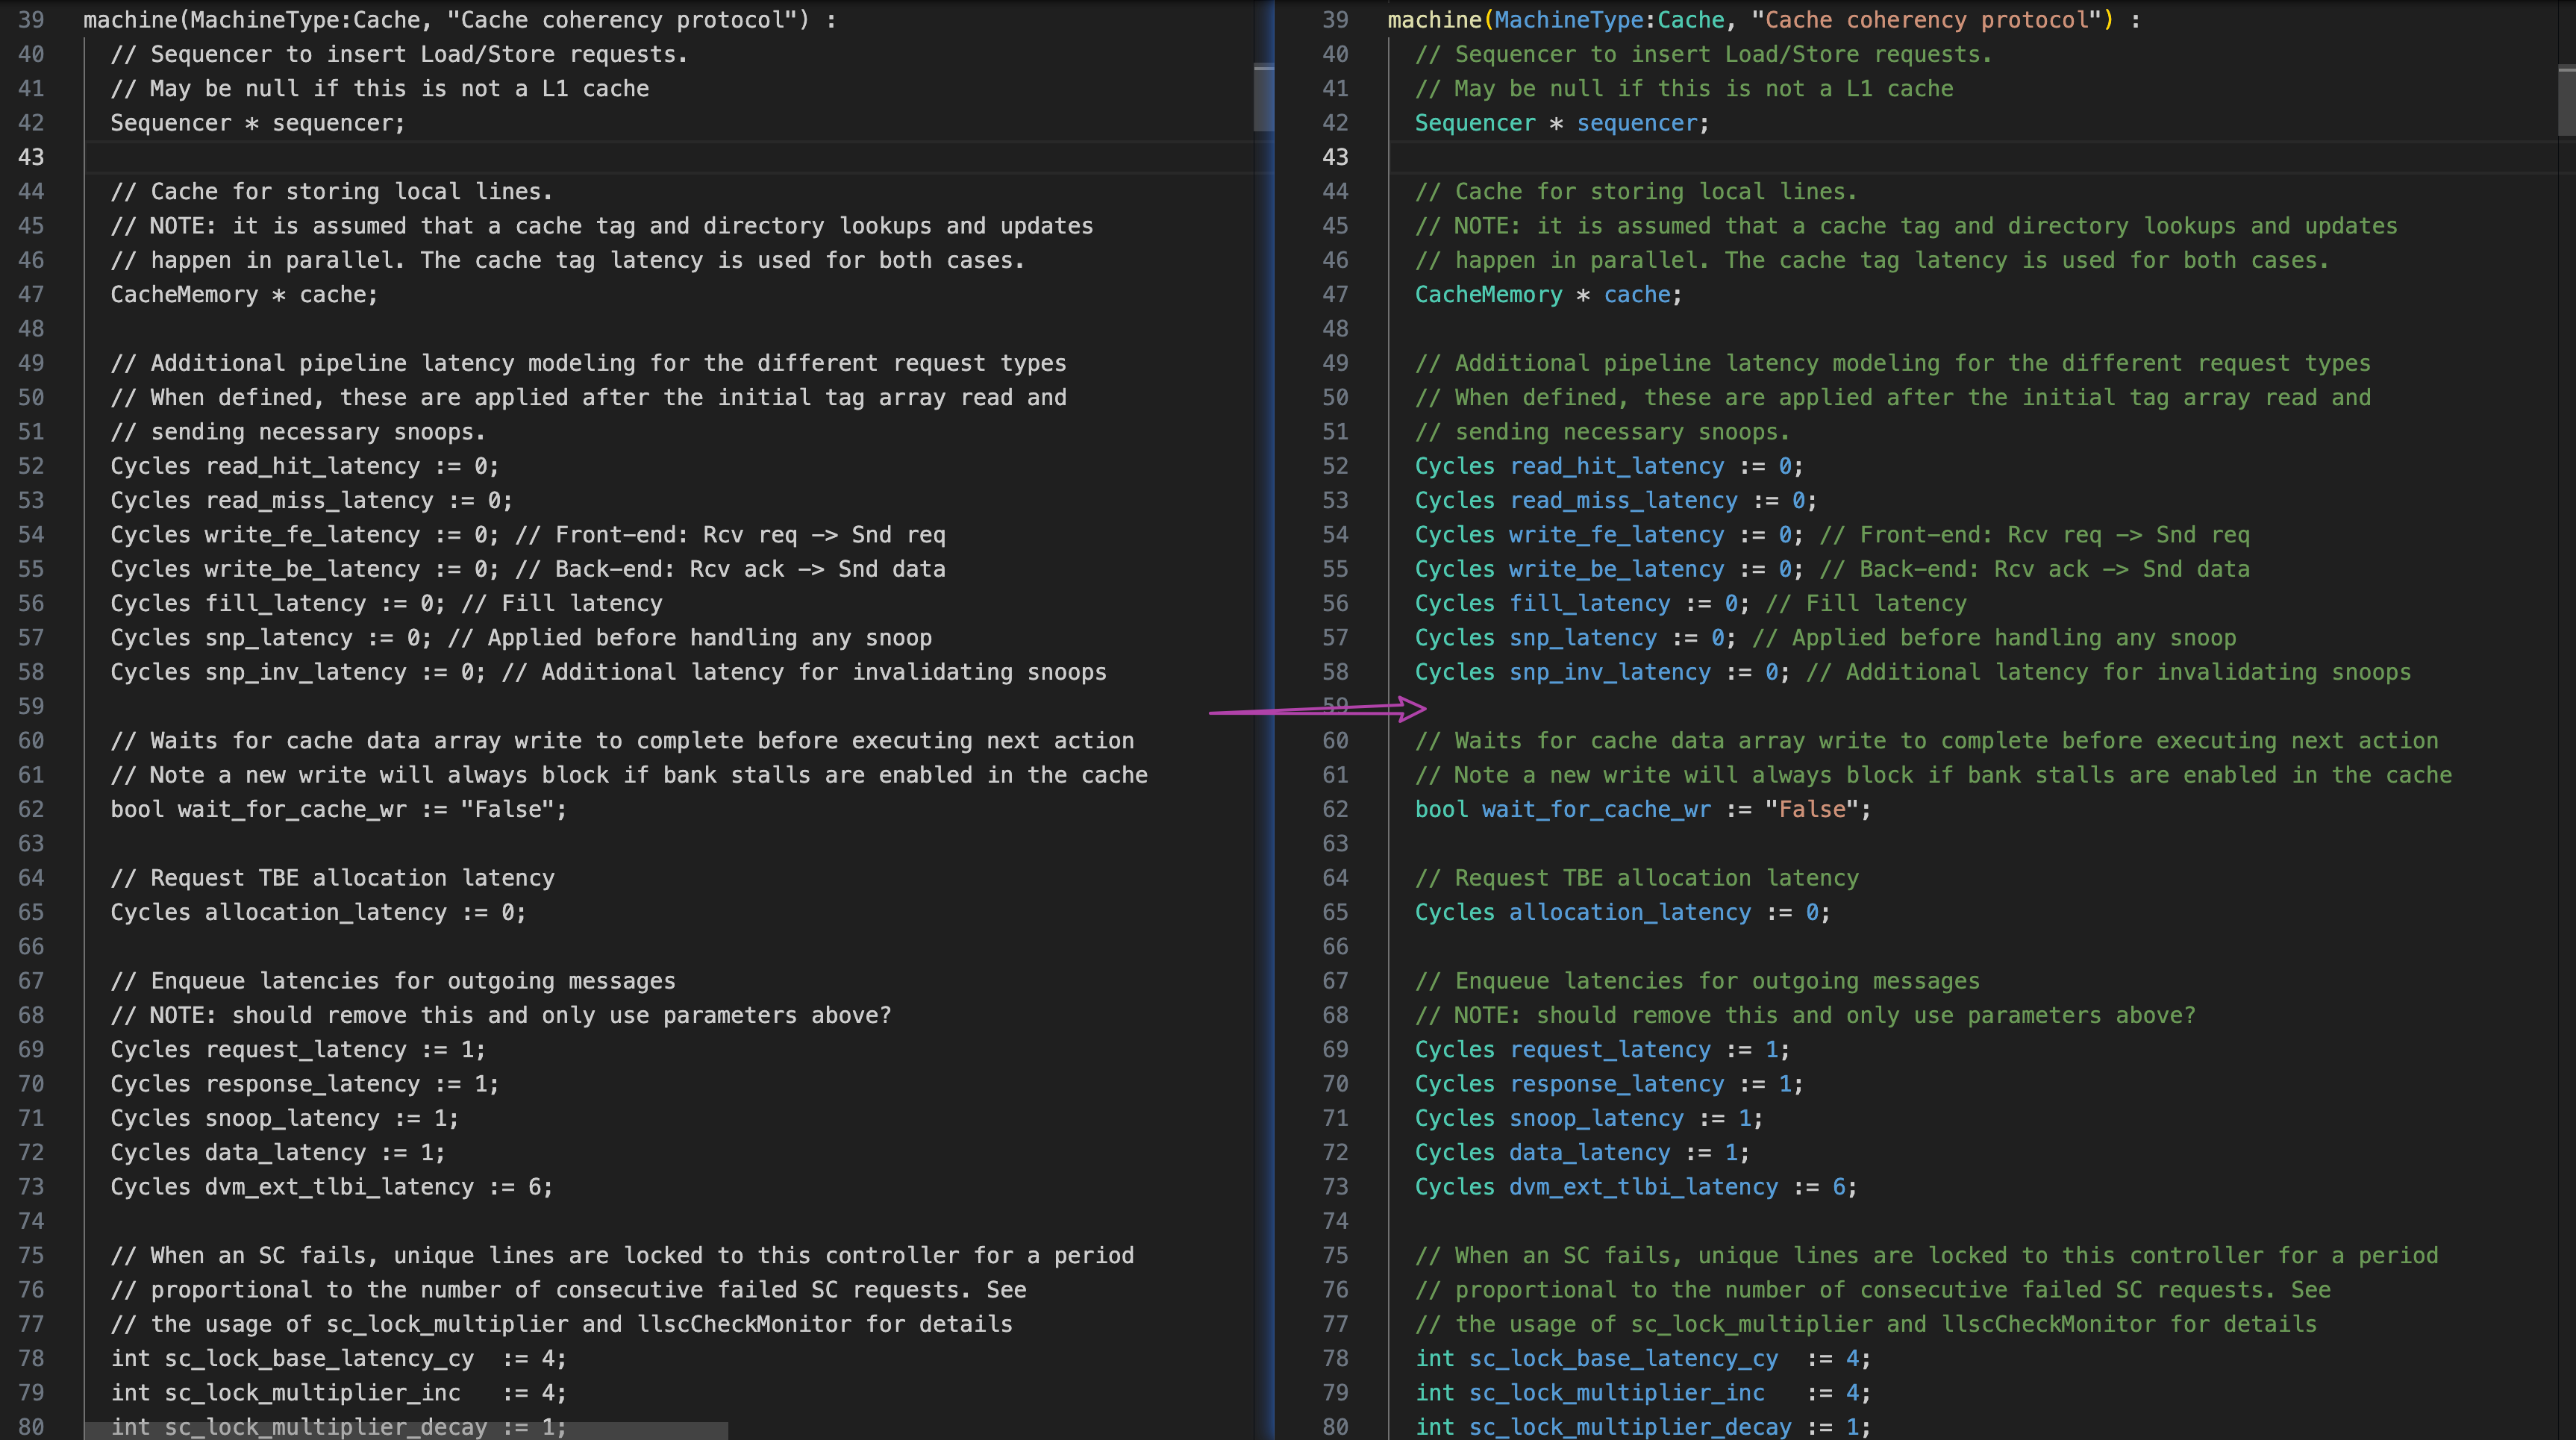 39 machine(MachineType:Cache, "Cache coherency protocol") :
40 // Sequencer to insert Load/Store requests.
41 // May be null if this is not a L1 cache
42 Sequencer * sequencer;
43
44 // Cache for storing local lines.
45 // NOTE: it is assumed that a cache tag and directory lookups and updates
46 // happen in parallel. The cache tag latency is used for both cases.
47 CacheMemory * cache;
48
49 // Additional pipeline latency modeling for the different request types
50 // When defined, these are applied after the initial tag array read and
51 // sending necessary snoops.
52 Cycles read_hit_latency := 0;
53 Cycles read_miss_latency := 0;
54 Cycles write_fe_latency := 0; // Front-end: Rcv req -> Snd req
55 Cycles write_be_latency := 0; // Back-end: Rcv ack -> Snd data
56 Cycles fill_latency := 0; // Fill latency
57 Cycles snp_latency := 0; // Applied before handling any snoop
58 Cycles snp_inv_latency := 0; // Additional latency for invalidating snoops
59
60 // Waits for cache data array write to complete before executing next action
61 // Note a new write will always block if bank stalls are enabled in the cache
62 bool wait_for_cache_wr := "False";
63
64 // Request TBE allocation latency
65 Cycles allocation_latency := 0;
66
67 // Enqueue latencies for outgoing messages
68 // NOTE: should remove this and only use parameters above?
69 Cycles request_latency := 1;
70 Cycles response_latency := 1;
71 Cycles snoop_latency := 1;
72 Cycles data_latency := 1;
73 Cycles dvm_ext_tlbi_latency := 6;
74
75 // When an SC fails, unique lines are locked to this controller for a period
76 // proportional to the number of consecutive failed SC requests. See
77 // the usage of sc_lock_multiplier and llscCheckMonitor for details
78 int sc_lock_base_latency_cy  := 4;
79 int sc_lock_multiplier_inc   := 4;
80 int sc_lock_multiplier_decay := 1;
39 machine(MachineType:Cache, "Cache coherency protocol") :
40 // Sequencer to insert Load/Store requests.
41 // May be null if this is not a L1 cache
42 Sequencer * sequencer;
43
44 // Cache for storing local lines.
45 // NOTE: it is assumed that a cache tag and directory lookups and updates
46 // happen in parallel. The cache tag latency is used for both cases.
47 CacheMemory * cache;
48
49 // Additional pipeline latency modeling for the different request types
50 // When defined, these are applied after the initial tag array read and
51 // sending necessary snoops.
52 Cycles read_hit_latency := 0;
53 Cycles read_miss_latency := 0;
54 Cycles write_fe_latency := 0; // Front-end: Rcv req -> Snd req
55 Cycles write_be_latency := 0; // Back-end: Rcv ack -> Snd data
56 Cycles fill_latency := 0; // Fill latency
57 Cycles snp_latency := 0; // Applied before handling any snoop
58 Cycles snp_inv_latency := 0; // Additional latency for invalidating snoops
59
60 // Waits for cache data array write to complete before executing next action
61 // Note a new write will always block if bank stalls are enabled in the cache
62 bool wait_for_cache_wr := "False";
63
64 // Request TBE allocation latency
65 Cycles allocation_latency := 0;
66
67 // Enqueue latencies for outgoing messages
68 // NOTE: should remove this and only use parameters above?
69 Cycles request_latency := 1;
70 Cycles response_latency := 1;
71 Cycles snoop_latency := 1;
72 Cycles data_latency := 1;
73 Cycles dvm_ext_tlbi_latency := 6;
74
75 // When an SC fails, unique lines are locked to this controller for a period
76 // proportional to the number of consecutive failed SC requests. See
77 // the usage of sc_lock_multiplier and llscCheckMonitor for details
78 int sc_lock_base_latency_cy  := 4;
79 int sc_lock_multiplier_inc   := 4;
80 int sc_lock_multiplier_decay := 1;